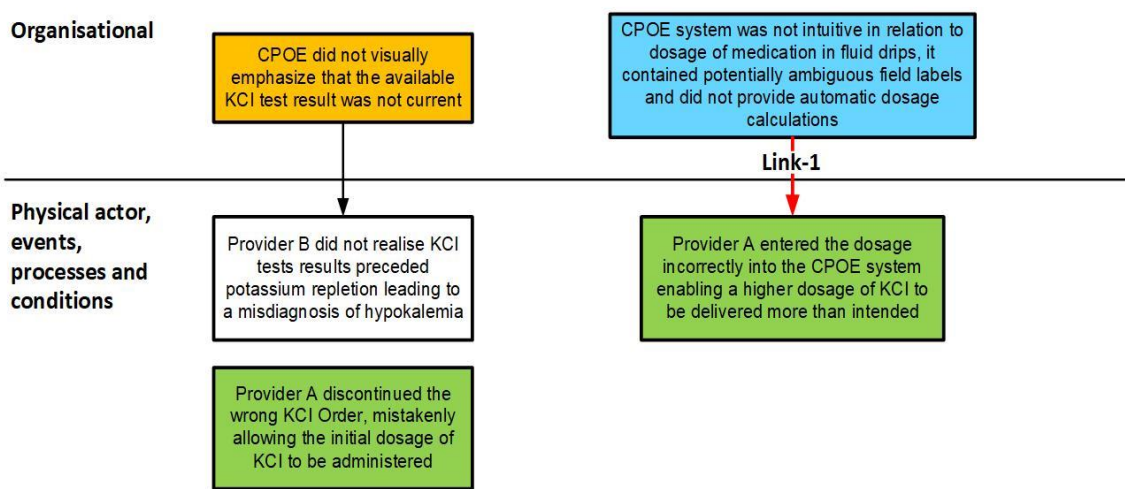 Organisational
CPOE did not visually
emphasize that the available
KCI test result was not current
CPOE system was not intuitive in relation to
dosage of medication in fluid drips, it
contained potentially ambiguous field labels
and did not provide automatic dosage
calculations
Link-1
Physical actor,
events,
processes and
conditions
Provider B did not realise KCI
tests results preceded
potassium repletion leading to
a misdiagnosis of hypokalemia
Provider A entered the dosage
incorrectly into the CPOE system
enabling a higher dosage of KCI to
be delivered more than intended
Provider A discontinued the
wrong KCI Order, mistakenly
allowing the initial dosage of
KCI to be administered